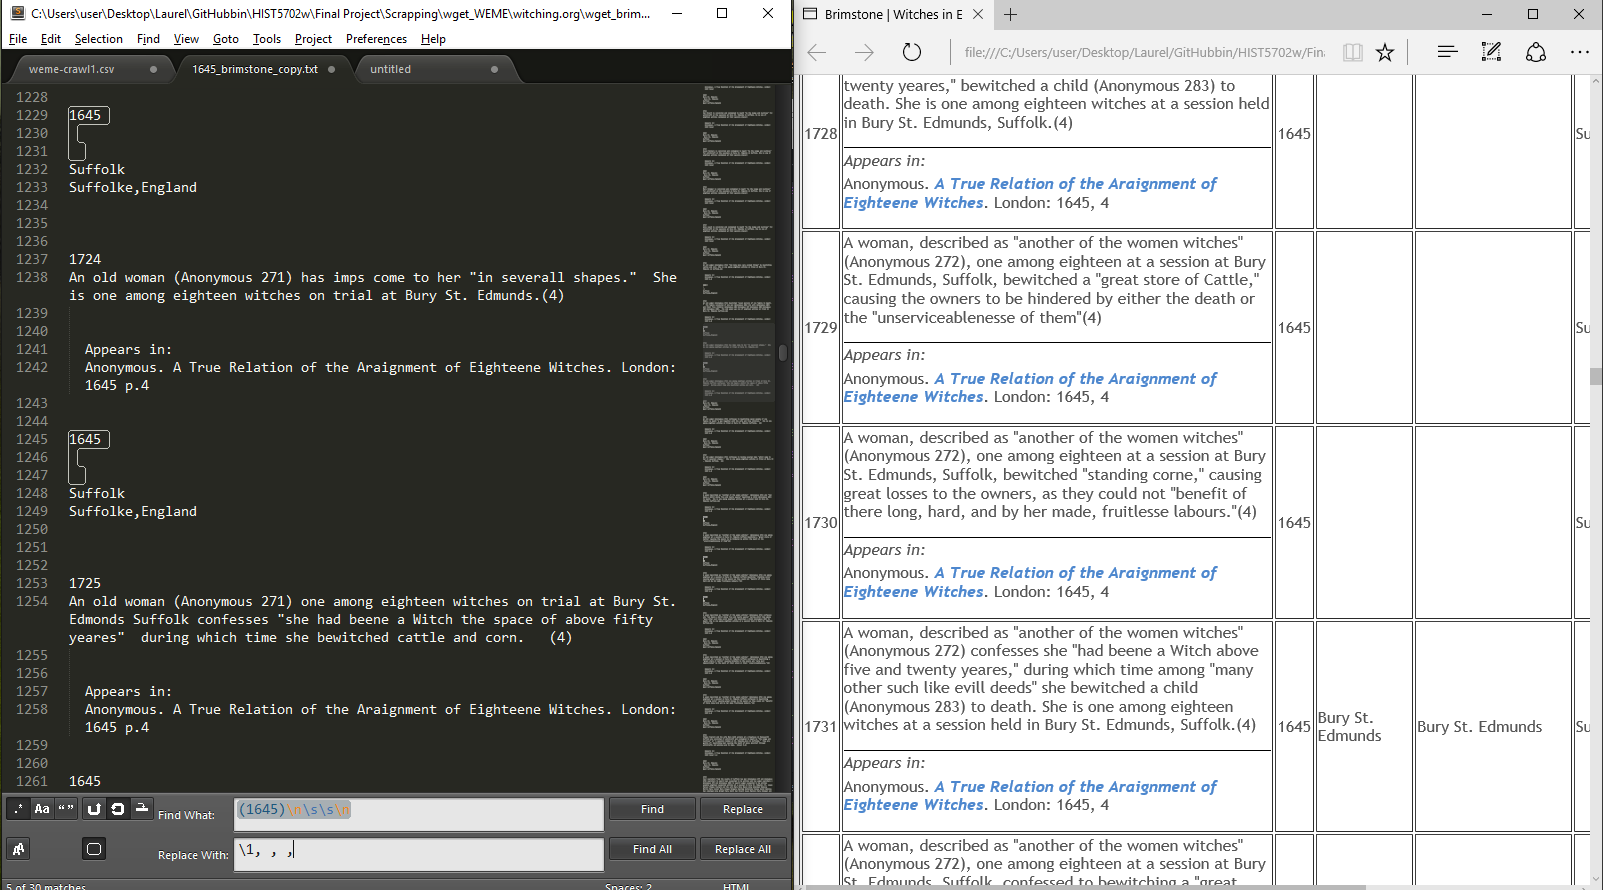 C:\Users\user\Desktop\Laurel\GitHubbin\HIST5702w\Final Project\Scrapping\wget_WEME\witching.org\wget_brim...
File Edit Selection Find View Goto Tools Project Preferences Help
weme-crawl1.csv 1645_brimstone_copy.txt untitled
1228
1229 1645
1230
1231
1232 Suffolk
1233 Suffolke,England
1234
1235
1236
1237 1724
1238 An old woman (Anonymous 271) has imps come to her "in severall shapes." She
is one among eighteen witches on trial at Bury St. Edmunds.(4)
1239
1240
1241 Appears in:
1242 Anonymous. A True Relation of the Araignment of Eighteene Witches. London:
1645 p.4
1243
1244
1245 1645
1246
1247
1248 Suffolk
1249 Suffolke,England
1250
1251
1252
1253 1725
1254 An old woman (Anonymous 271) one among eighteen witches on trial at Bury St.
Edmonds Suffolk confesses "she had beene a Witch the space of above fifty
yeares" during which time she bewitched cattle and corn. (4)
1255
1256
1257 Appears in:
1258 Anonymous. A True Relation of the Araignment of Eighteene Witches. London:
1645 p.4
1259
1260
1261 1645
.* Aa “”
Find What: (1645)\n\s\s\n Find Replace
Replace With: \1, , , Find All Replace All
5 of 30 matches Spaces: 2 HTML
Brimstone | Witches in E
file:///C:/Users/user/Desktop/Laurel/GitHubbin/HIST5702w/Fin
twenty yeares," bewitched a child (Anonymous 283) to
death. She is one among eighteen witches at a session held
in Bury St. Edmunds, Suffolk.(4)
1728 1645 Su
Appears in:
Anonymous. A True Relation of the Araignment of
Eighteene Witches. London: 1645, 4
A woman, described as "another of the women witches"
(Anonymous 272), one among eighteen at a session at Bury
St. Edmunds, Suffolk, bewitched a "great store of Cattle,"
causing the owners to be hindered by either the death or
the "unserviceablenesse of them"(4)
1729 1645 Su
Appears in:
Anonymous. A True Relation of the Araignment of
Eighteene Witches. London: 1645, 4
A woman, described as "another of the women witches"
(Anonymous 272), one among eighteen at a session at Bury
St. Edmunds, Suffolk, bewitched "standing corne," causing
great losses to the owners, as they could not "benefit of
there long, hard, and by her made, fruitlesse labours."(4)
1730 1645 Su
Appears in:
Anonymous. A True Relation of the Araignment of
Eighteene Witches. London: 1645, 4
A woman, described as "another of the women witches"
(Anonymous 272) confesses she "had beene a Witch above
five and twenty yeares," during which time among "many
other such like evill deeds" she bewitched a child
(Anonymous 283) to death. She is one among eighteen
witches at a session held in Bury St. Edmunds, Suffolk.(4)
1731 1645 Bury St. Edmunds Bury St. Edmunds Su
Appears in:
Anonymous. A True Relation of the Araignment of
Eighteene Witches. London: 1645, 4
A woman, described as "another of the women witches"
(Anonymous 272), one among eighteen at a session at Bury
St. Edmunds, Suffolk, confessed to bewitching a "great